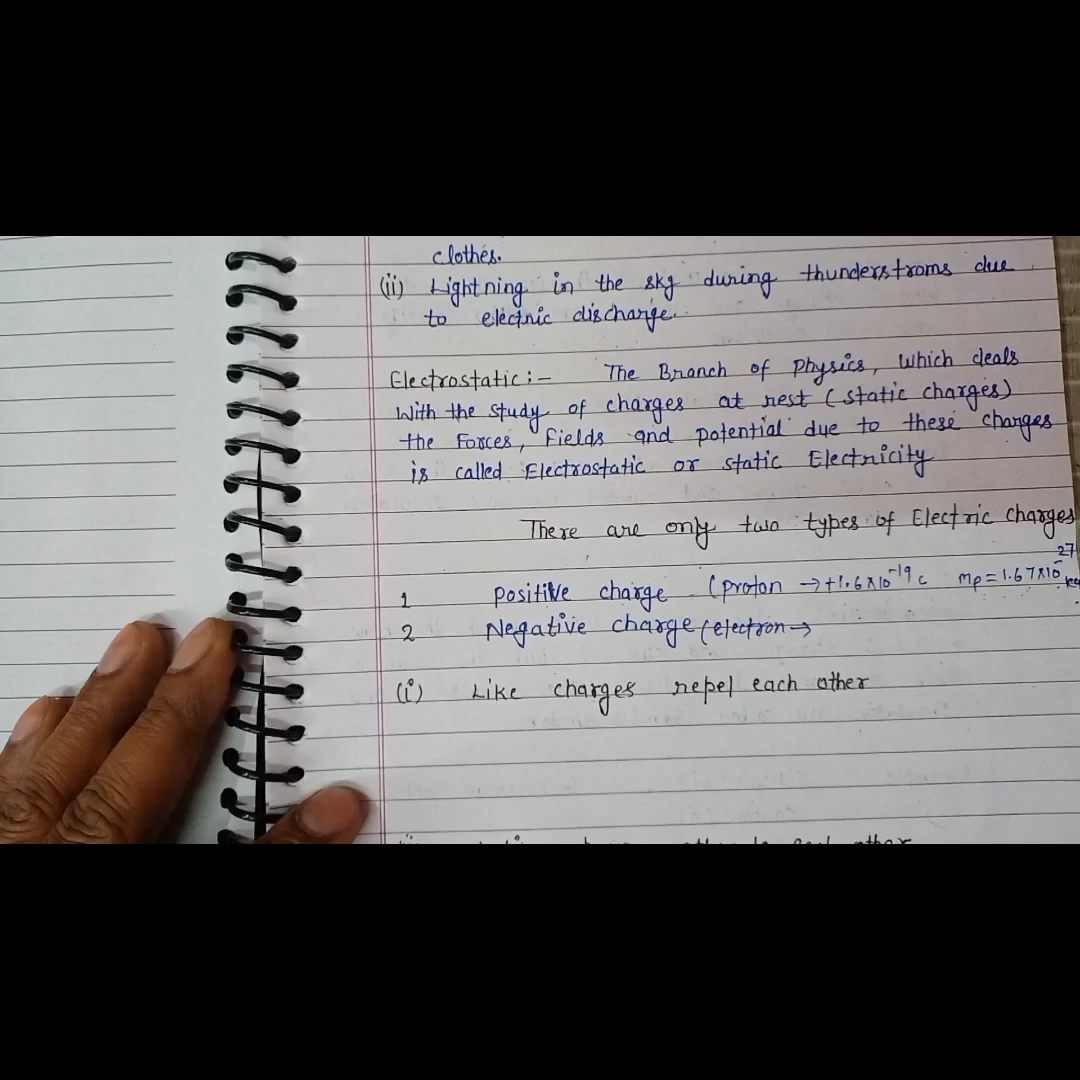 clothes.
(ii) Lightning in the sky during thunderstroms due
to electric discharge.
Electrostatic :- The Branch of Physics, which deals
with the study of charges at rest (static charges)
the Forces, Fields and potential due to these charges
is called Electrostatic or static Electricity
There are only two types of Electric charges
1 Positive charge (proton → +1.6×10⁻¹⁹ c mp = 1.67×10⁻²⁷ kg
2 Negative charge (electron →
(i) Like charges repel each other
each other